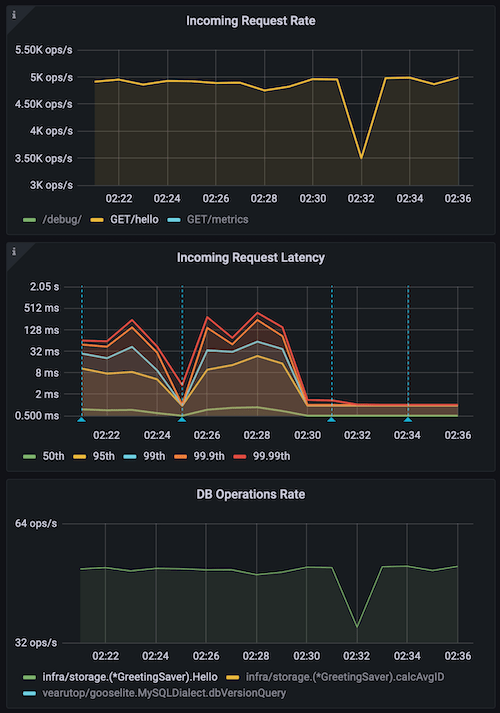 i
Incoming Request Rate
5.50K ops/s
5K ops/s
4.50K ops/s
4K ops/s
3.50K ops/s
3K ops/s
02:22 02:24 02:26 02:28 02:30 02:32 02:34 02:36
/debug/ GET/hello GET/metrics
i
Incoming Request Latency
2.05 s
512 ms
128 ms
32 ms
8 ms
2 ms
0.500 ms
02:22 02:24 02:26 02:28 02:30 02:32 02:34 02:36
50th 95th 99th 99.9th 99.99th
DB Operations Rate
64 ops/s
32 ops/s
02:22 02:24 02:26 02:28 02:30 02:32 02:34 02:36
infra/storage.(*GreetingSaver).Hello infra/storage.(*GreetingSaver).calcAvgID
vearutop/gooselite.MySQLDialect.dbVersionQuery